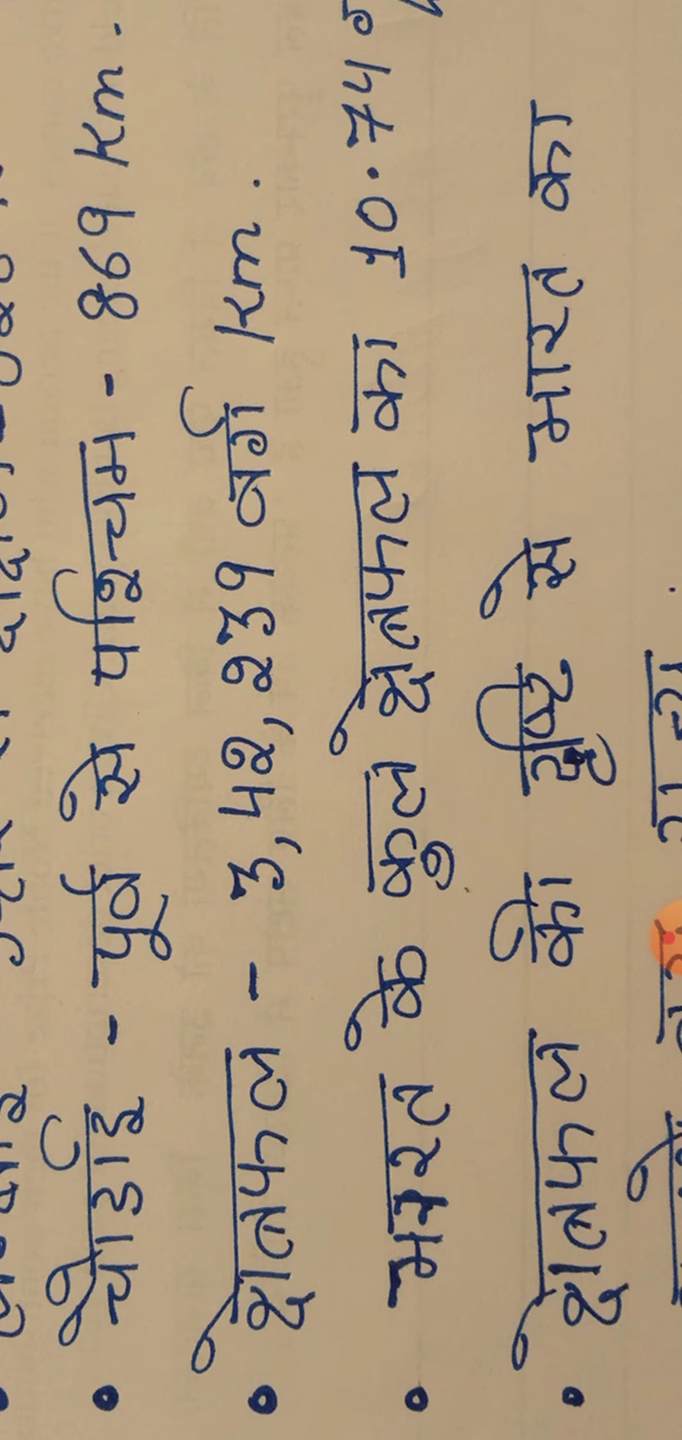 • चौडाई - पूर्व से पश्चिम - 869 Km.
• क्षेत्रफल - 3,42,239 वर्ग Km.
• भारत के कुल क्षेत्रफल का 10.74
• क्षेत्रफल की दृष्टि से भारत का